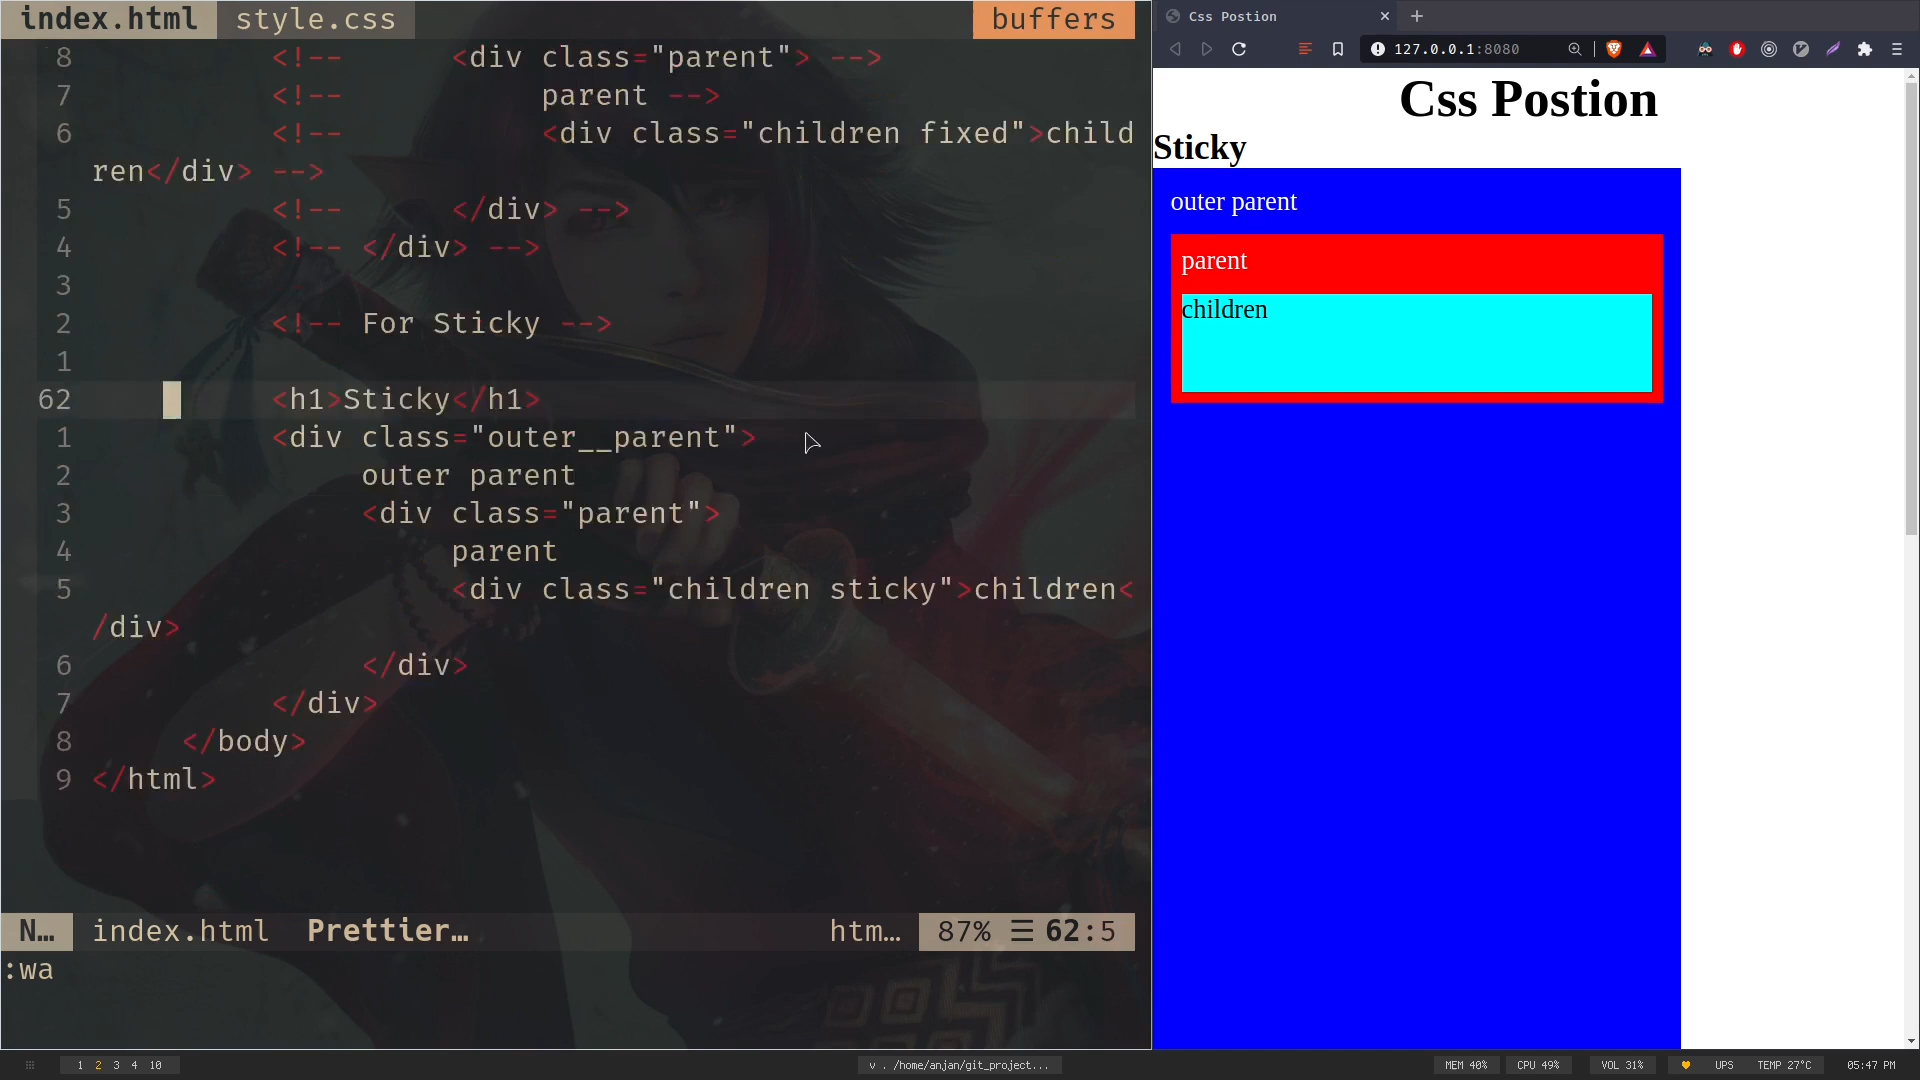 index.html style.css buffers
8 <!-- <div class="parent"> -->
7 <!-- parent -->
6 <!-- <div class="children fixed">child
ren</div> -->
5 <!-- </div> -->
4 <!-- </div> -->
3
2 <!-- For Sticky -->
1
62 <h1>Sticky</h1>
1 <div class="outer__parent">
2 outer parent
3 <div class="parent">
4 parent
5 <div class="children sticky">children<
/div>
6 </div>
7 </div>
8 </body>
9 </html>
N… index.html Prettier… htm… 87% ☰ 62:5
:wa
Css Postion
127.0.0.1:8080
Css Postion
Sticky
outer parent
parent
children
1 2 3 4 10 v . /home/anjan/git_project... MEM 40% CPU 49% VOL 31% UPS TEMP 27°C 05:47 PM